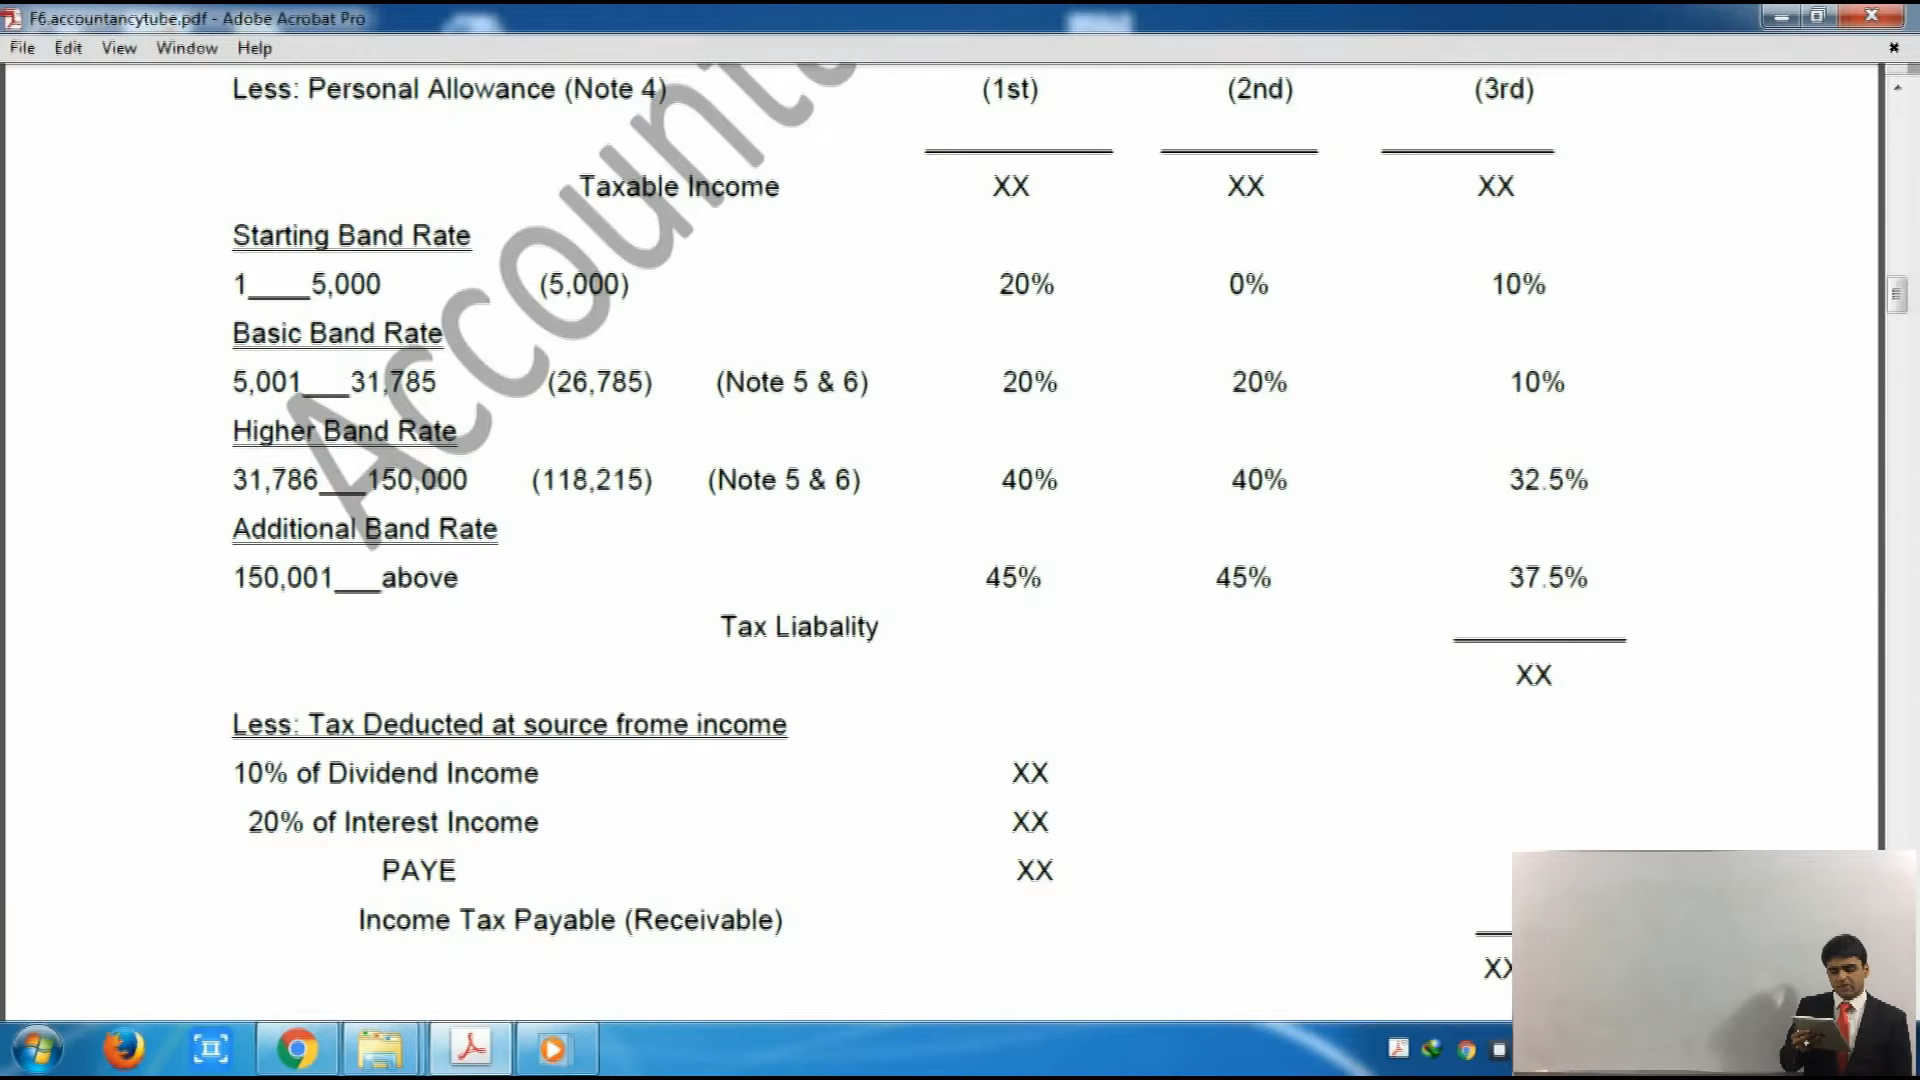 F6.accountancytube.pdf - Adobe Acrobat Pro
File Edit View Window Help
Less: Personal Allowance (Note 4) (1st) (2nd) (3rd)
Taxable Income XX XX XX
Starting Band Rate
1____5,000 (5,000) 20% 0% 10%
Basic Band Rate
5,001___31,785 (26,785) (Note 5 & 6) 20% 20% 10%
Higher Band Rate
31,786___150,000 (118,215) (Note 5 & 6) 40% 40% 32.5%
Additional Band Rate
150,001___above 45% 45% 37.5%
Tax Liabality
XX
Less: Tax Deducted at source frome income
10% of Dividend Income XX
20% of Interest Income XX
PAYE XX
Income Tax Payable (Receivable)
XX
Accounta